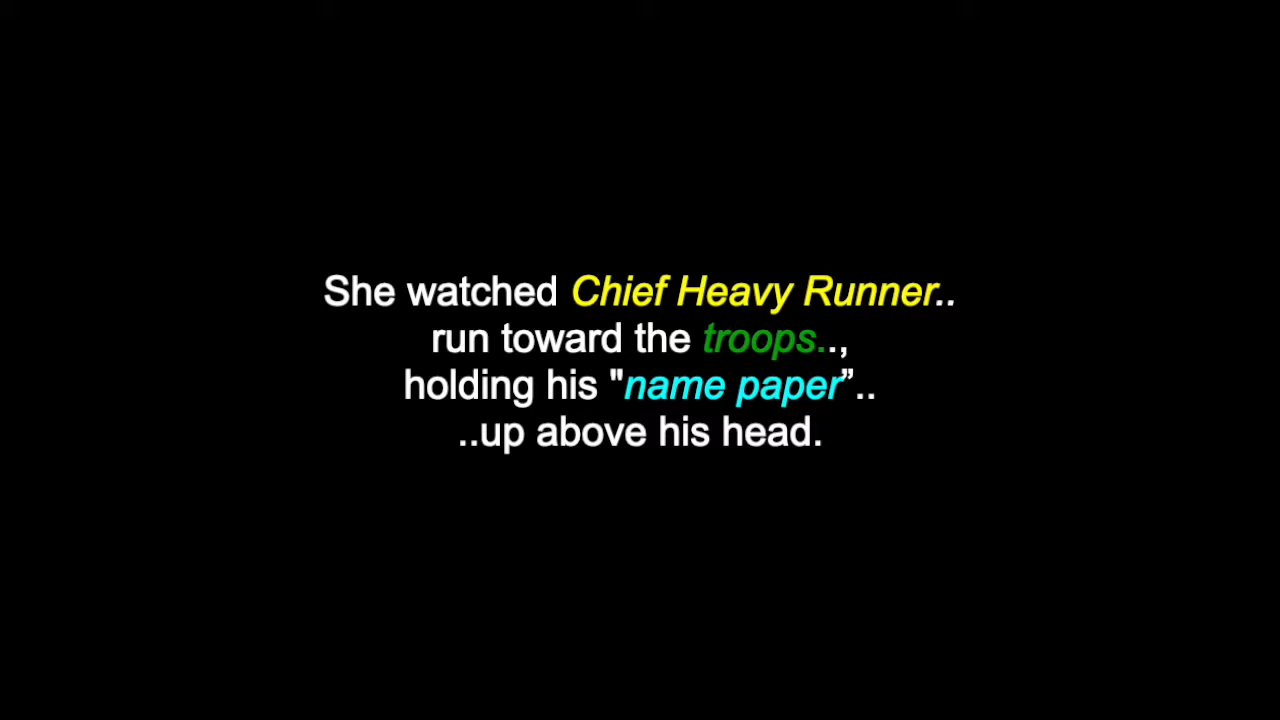 She watched Chief Heavy Runner..
run toward the troops..,
holding his "name paper”..
..up above his head.